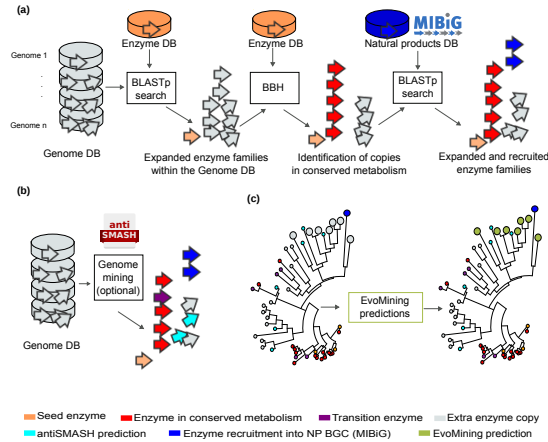 (a)
Enzyme DB
Enzyme DB
Natural products DB
MIBiG
Genome 1
.
.
.
Genome n
BLASTp
search
BBH
BLASTp
search
Genome DB
Expanded enzyme families
within the Genome DB
Identification of copies
in conserved metabolism
Expanded and recruited
enzyme families
(b)
anti
SMASH
Genome
mining
(optional)
Genome DB
(c)
EvoMining
predictions
Seed enzyme
Enzyme in conserved metabolism
Transition enzyme
Extra enzyme copy
antiSMASH prediction
Enzyme recruitment into NP BGC (MIBiG)
EvoMining prediction